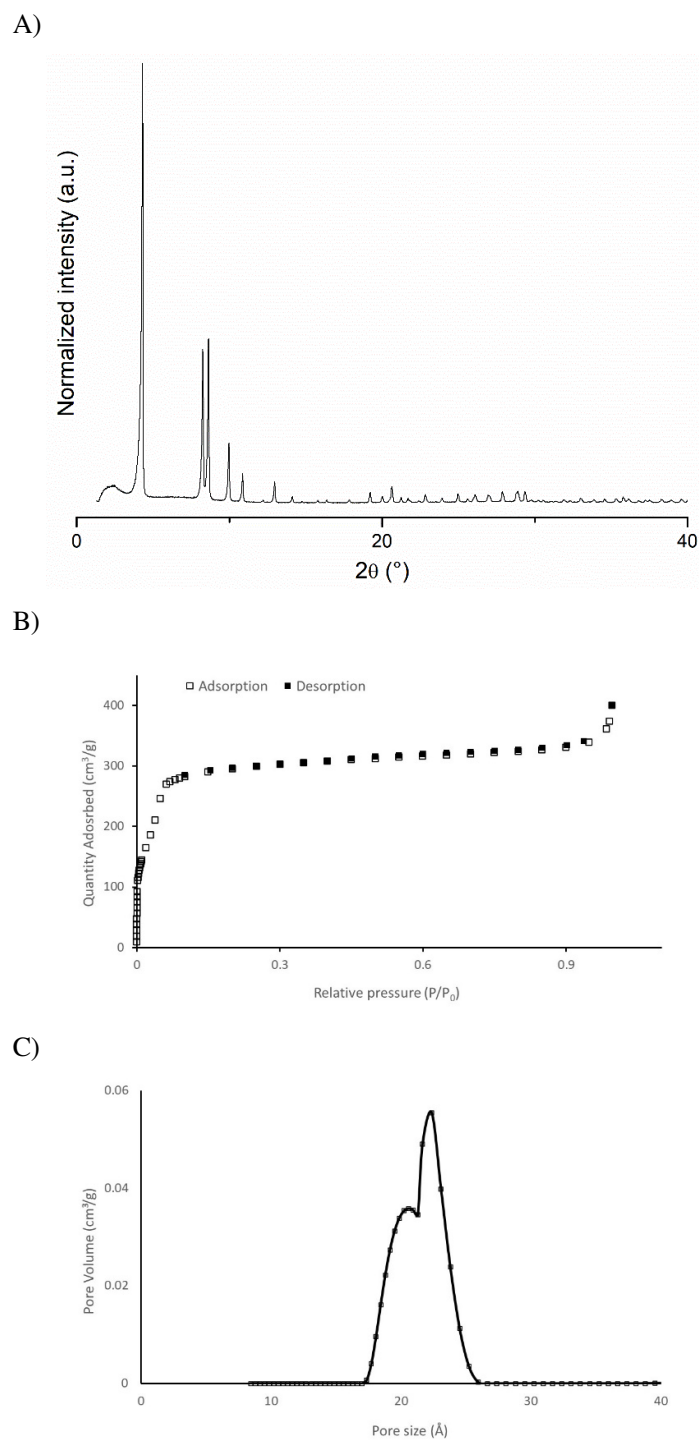 A)
Normalized intensity (a.u.)
0
20
40
2θ (°)
B)
□ Adsorption ■ Desorption
400
300
200
100
0
Quantity Adosrbed (cm³/g)
0
0.3
0.6
0.9
Relative pressure (P/P₀)
C)
0.06
0.04
0.02
0
Pore Volume (cm³/g)
0
10
20
30
40
Pore size (Å)